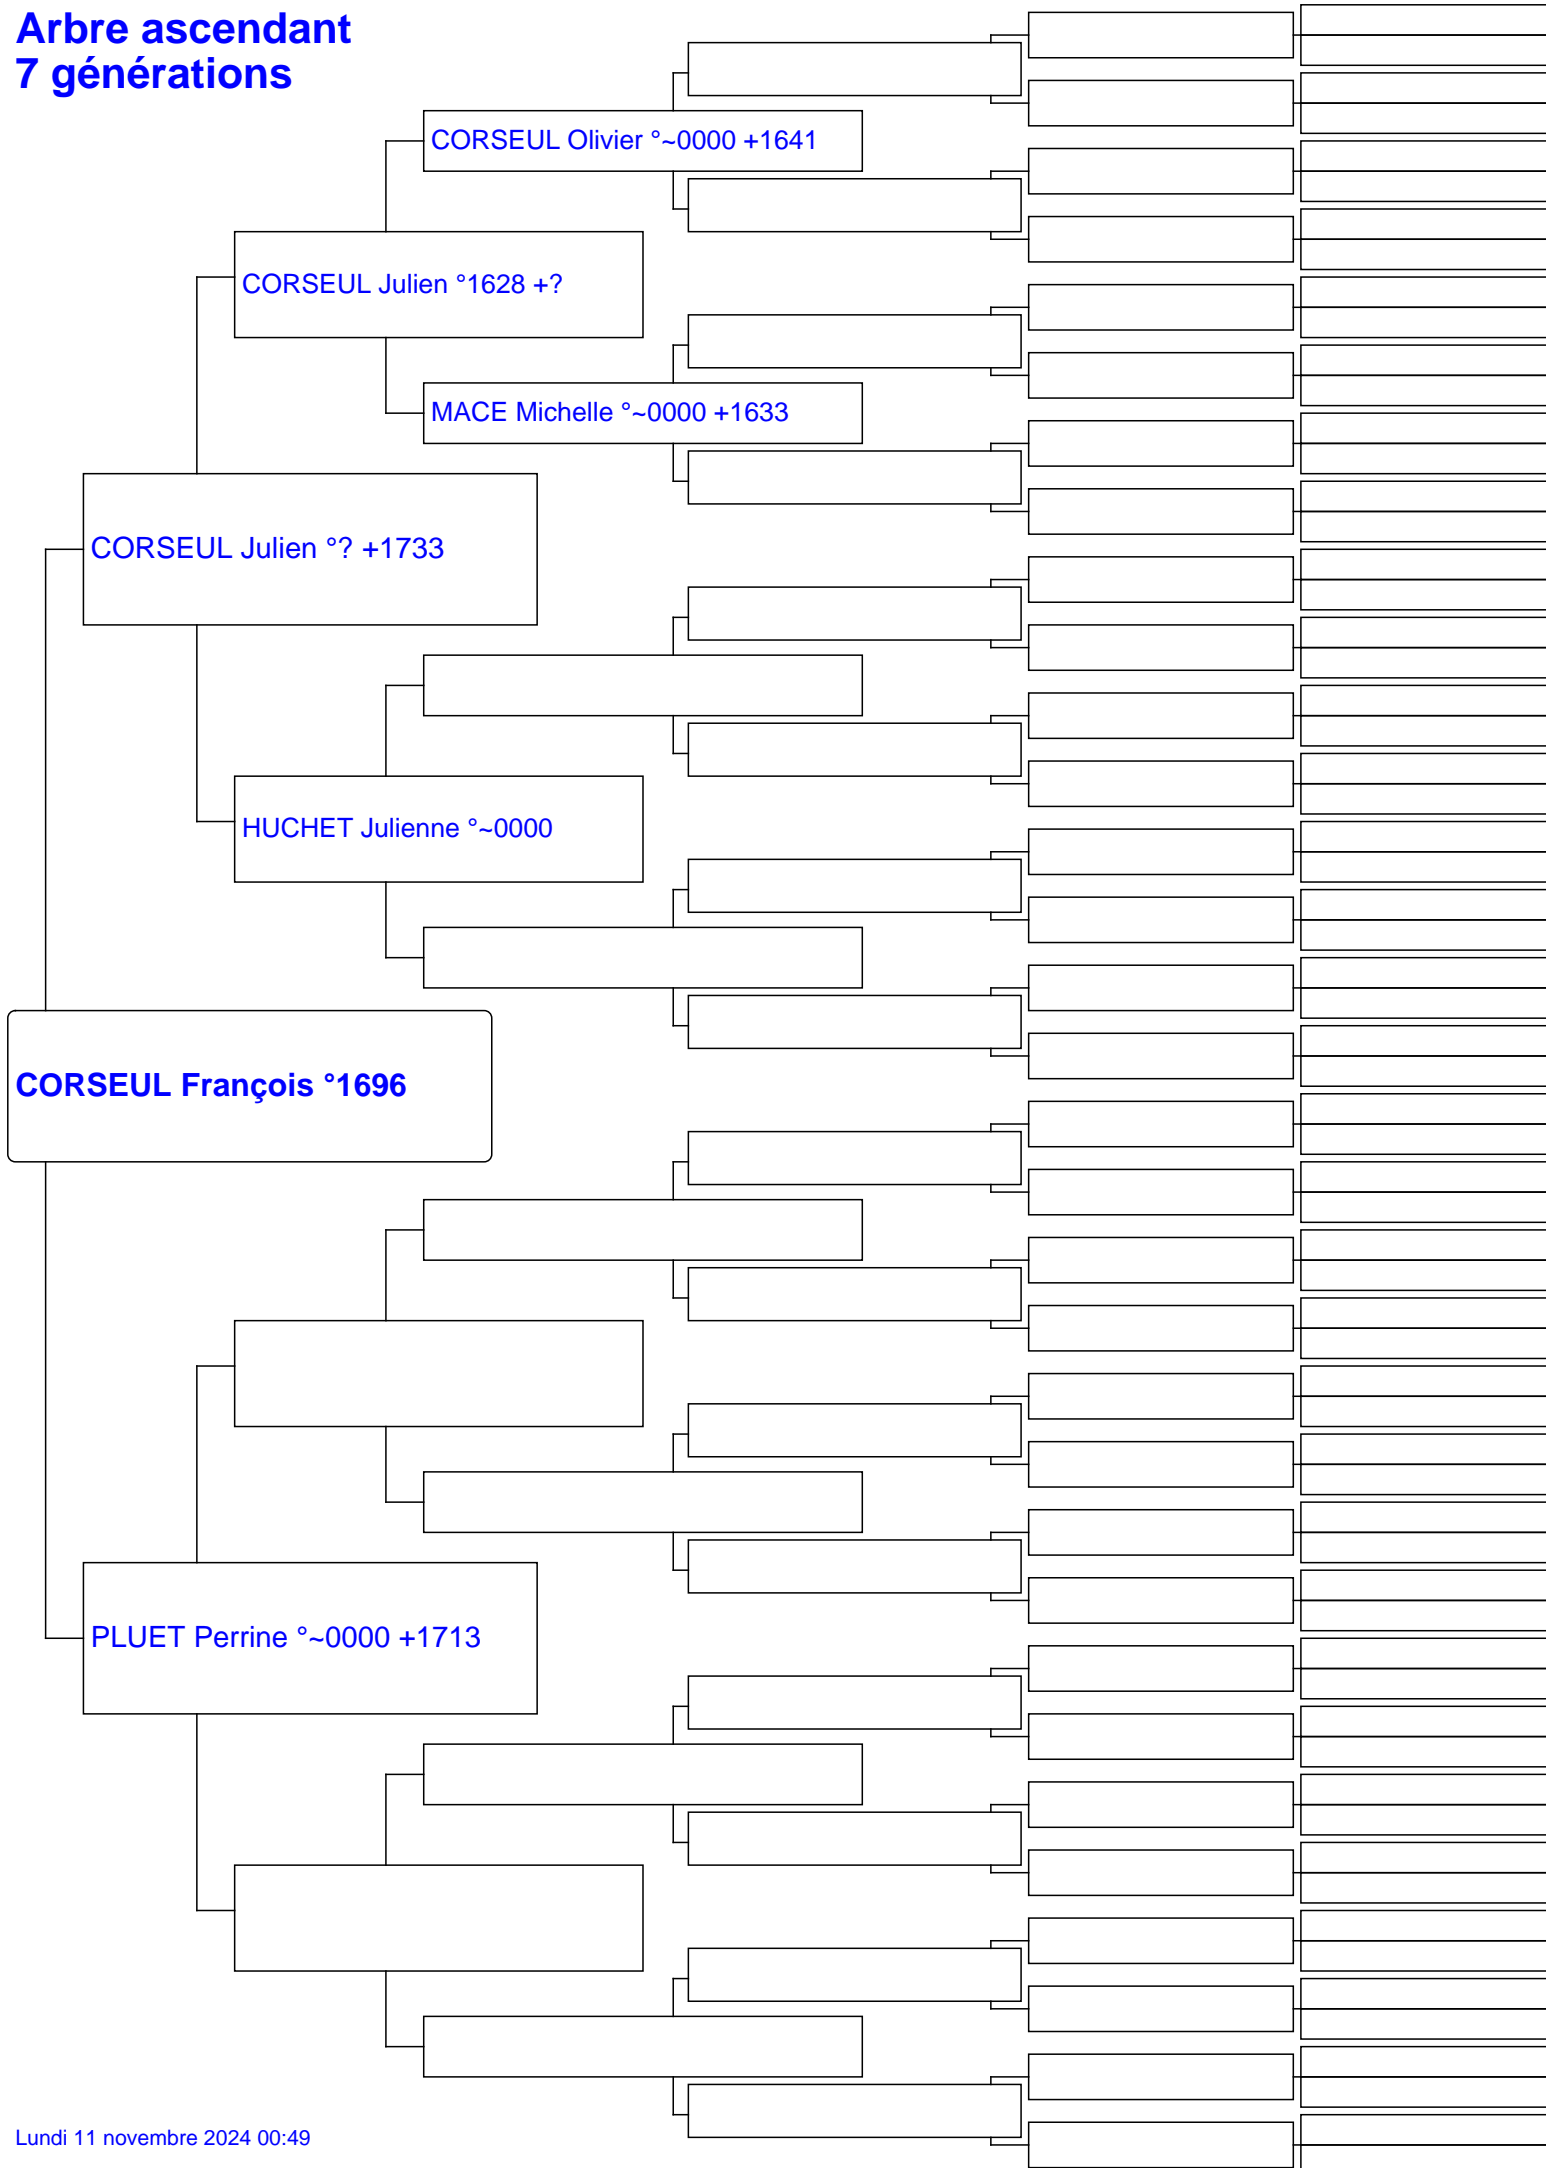 Arbre ascendant
7 générations
CORSEUL Olivier °~0000 +1641
CORSEUL Julien °1628 +?
MACE Michelle °~0000 +1633
CORSEUL Julien °? +1733
HUCHET Julienne °~0000
CORSEUL François °1696
PLUET Perrine °~0000 +1713
Lundi 11 novembre 2024 00:49